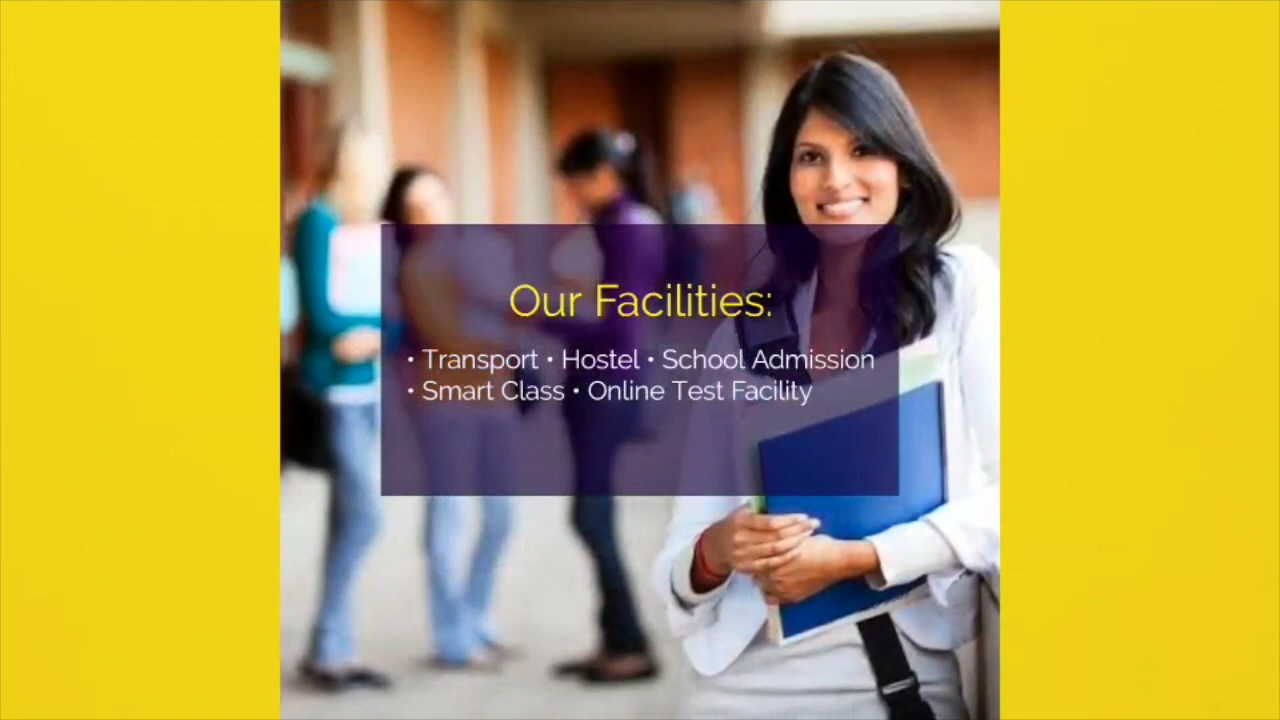 Our Facilities:
• Transport • Hostel • School Admission
• Smart Class • Online Test Facility